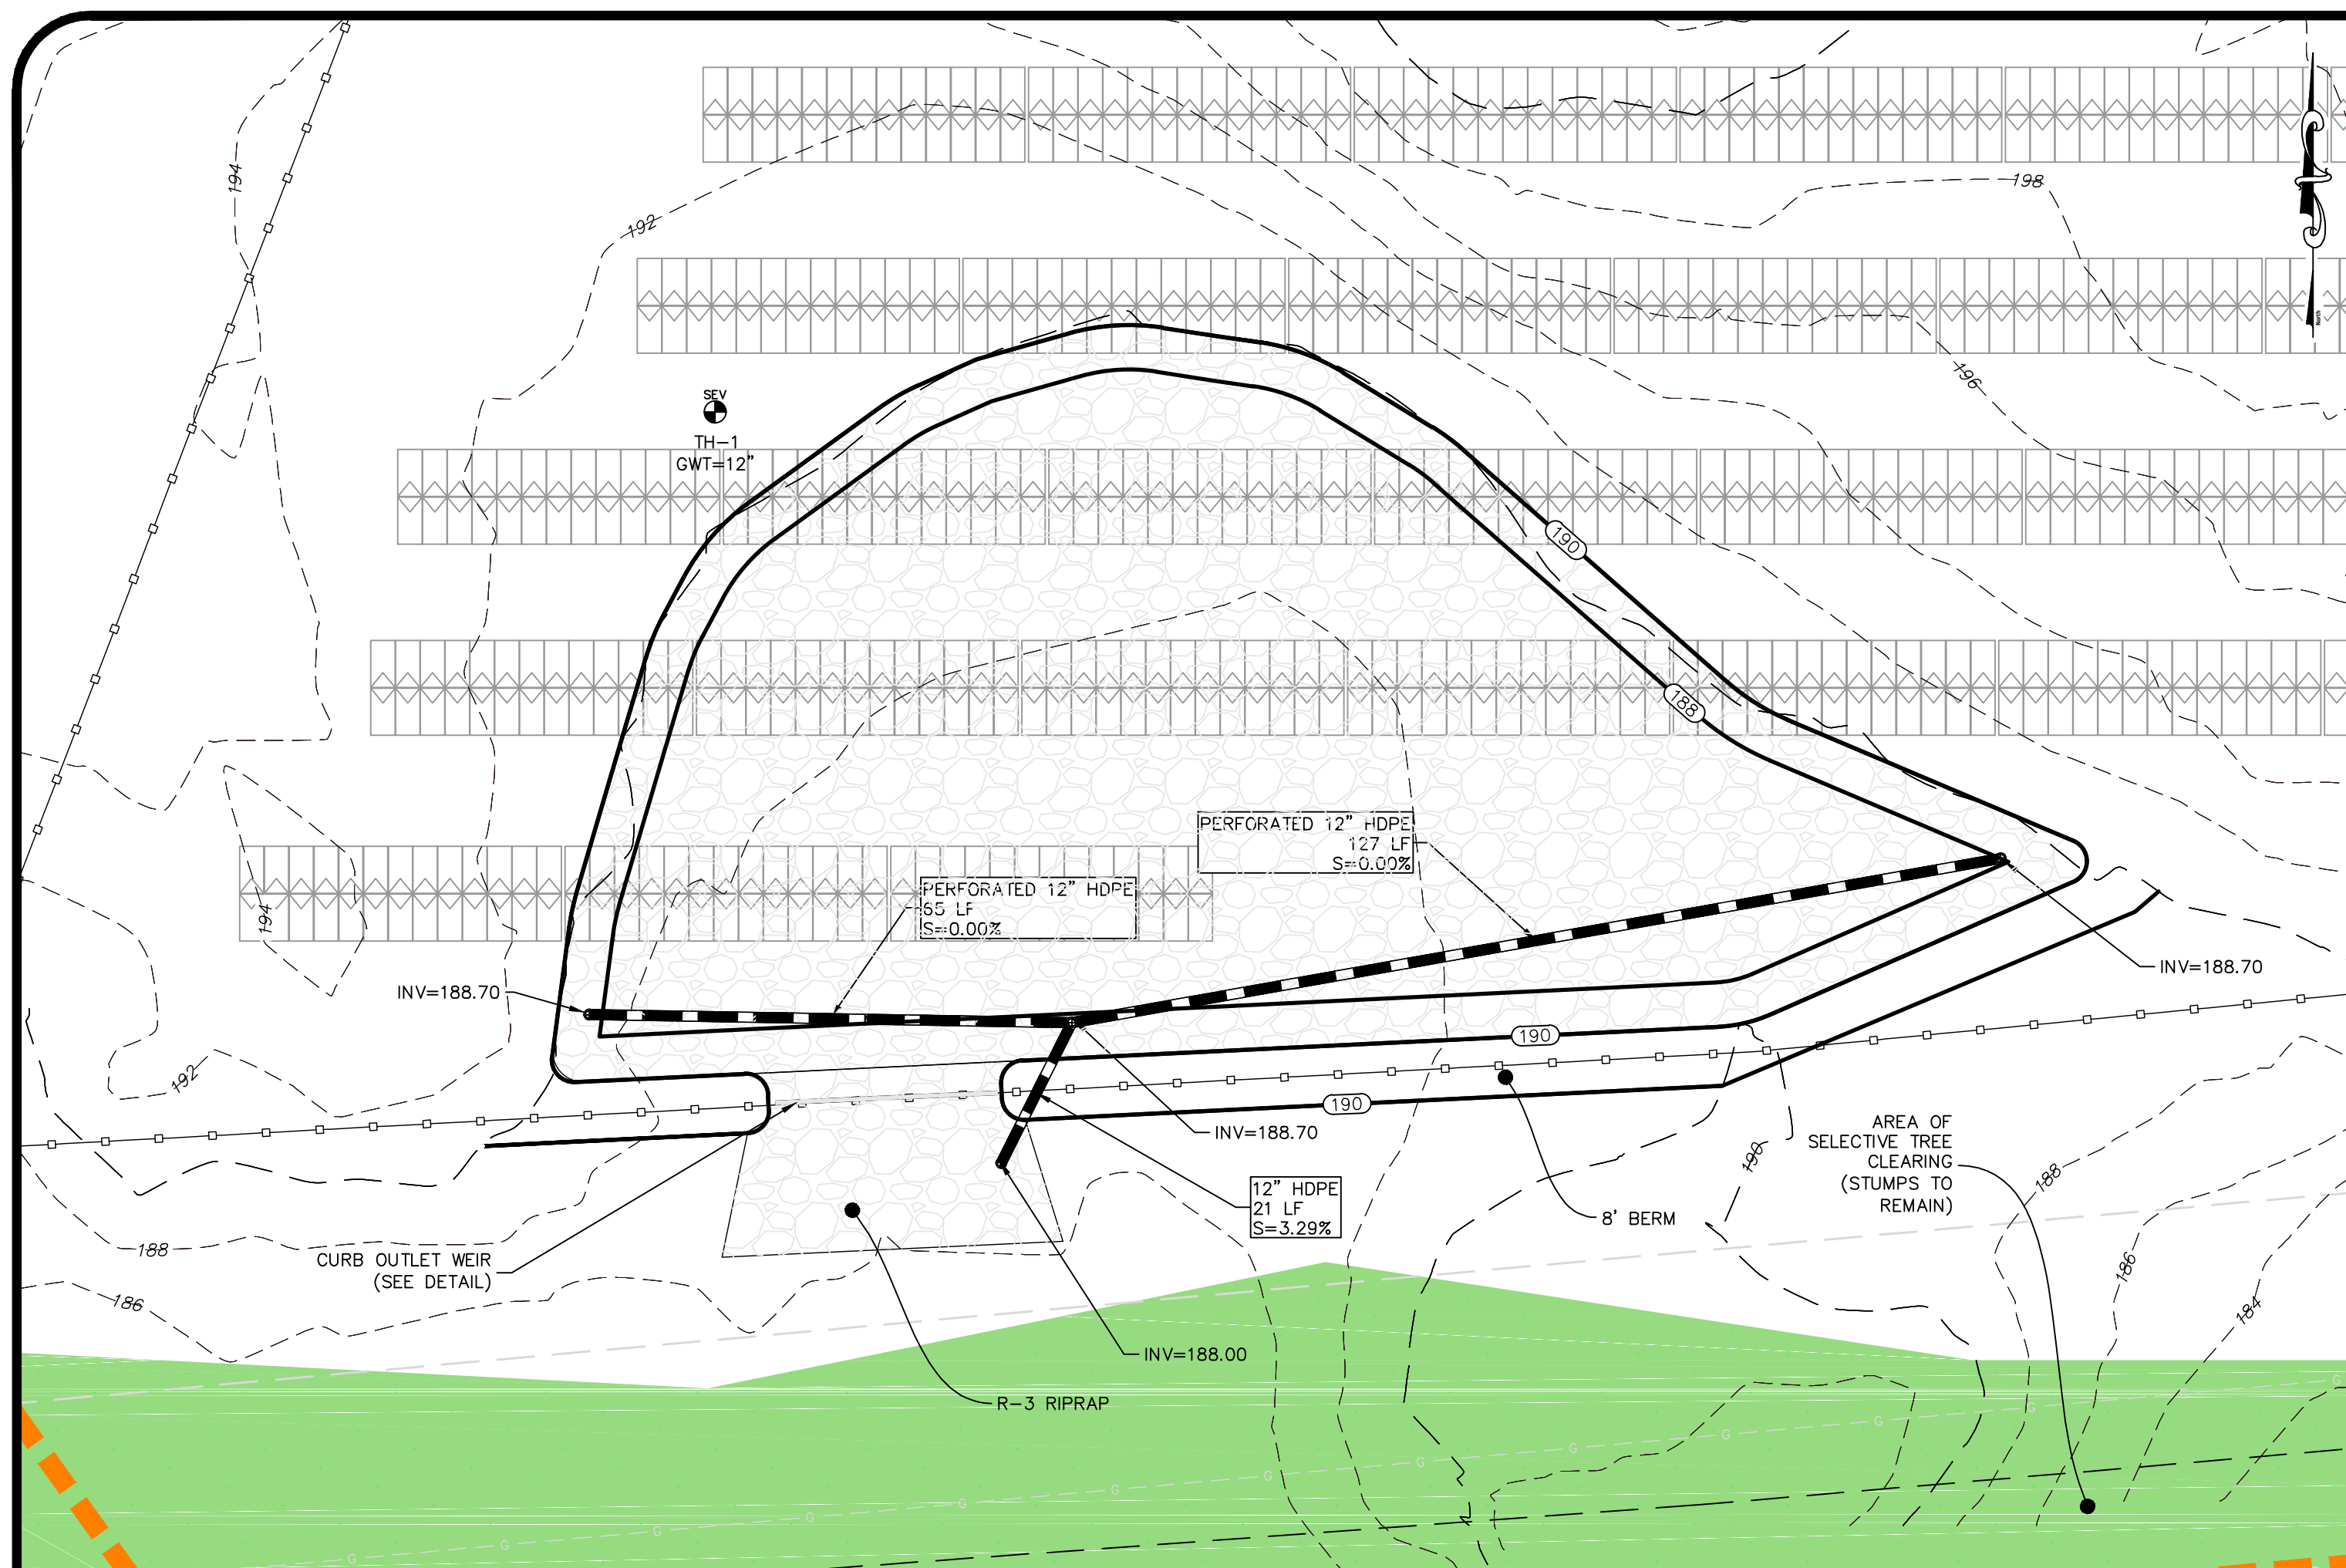 194
192
198
North
SEV
TH-1
GWT=12"
196
190
188
PERFORATED 12" HDPE
127 LF
S=0.00%
PERFORATED 12" HDPE
65 LF
S=0.00%
194
INV=188.70
INV=188.70
190
192
190
INV=188.70
AREA OF
SELECTIVE TREE
CLEARING
(STUMPS TO
REMAIN)
190
188
12" HDPE
21 LF
S=3.29%
8' BERM
188
CURB OUTLET WEIR
(SEE DETAIL)
186
186
184
INV=188.00
R-3 RIPRAP
G
G
G
G
G
G
G
G
G
G
G
G
G
G